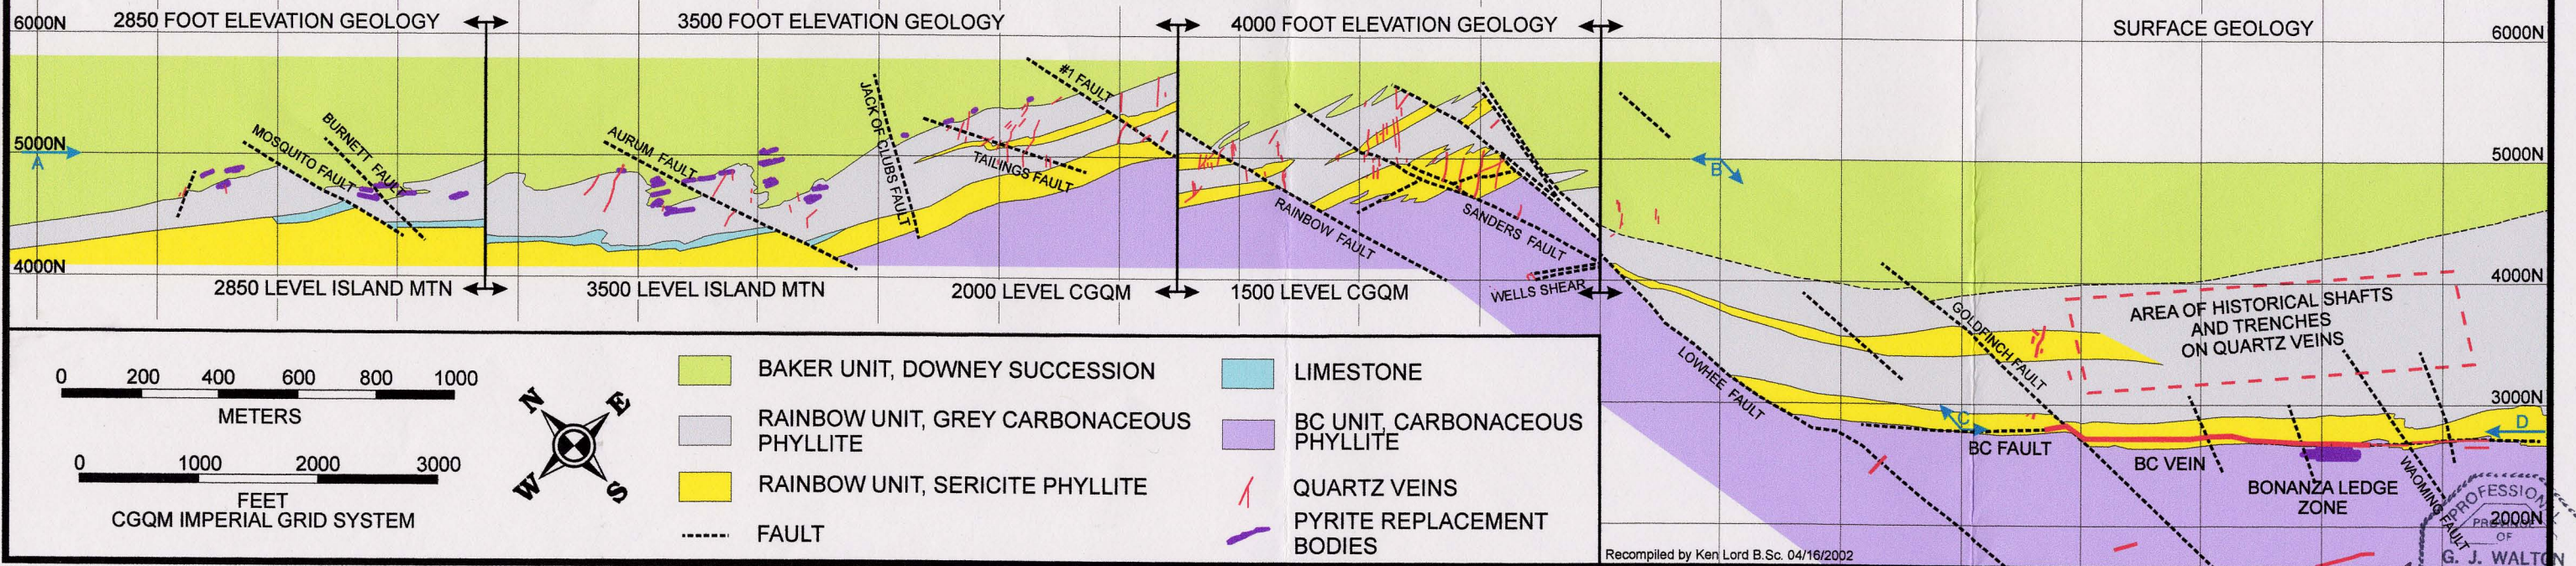 2850 FOOT ELEVATION GEOLOGY
3500 FOOT ELEVATION GEOLOGY
4000 FOOT ELEVATION GEOLOGY
SURFACE GEOLOGY
6000N
6000N
5000N
5000N
4000N
4000N
3000N
2000N
A
B
C
D
MOSQUITO FAULT
BURNETT FAULT
AURUM FAULT
JACK OF CLUBS FAULT
#1 FAULT
TAILINGS FAULT
RAINBOW FAULT
SANDERS FAULT
WELLS SHEAR
LOWHEE FAULT
GOLDFINCH FAULT
AREA OF HISTORICAL SHAFTS
AND TRENCHES
ON QUARTZ VEINS
BC FAULT
BC VEIN
BONANZA LEDGE
ZONE
WAOMING FAULT
2850 LEVEL ISLAND MTN
3500 LEVEL ISLAND MTN
2000 LEVEL CGQM
1500 LEVEL CGQM
0 200 400 600 800 1000
METERS
0 1000 2000 3000
FEET
CGQM IMPERIAL GRID SYSTEM
N
E
W
S
BAKER UNIT, DOWNEY SUCCESSION
RAINBOW UNIT, GREY CARBONACEOUS
PHYLLITE
RAINBOW UNIT, SERICITE PHYLLITE
FAULT
LIMESTONE
BC UNIT, CARBONACEOUS
PHYLLITE
QUARTZ VEINS
PYRITE REPLACEMENT
BODIES
Recompiled by Ken Lord B.Sc. 04/16/2002
PROFESSION
PROVINCE
OF
G. J. WALTON